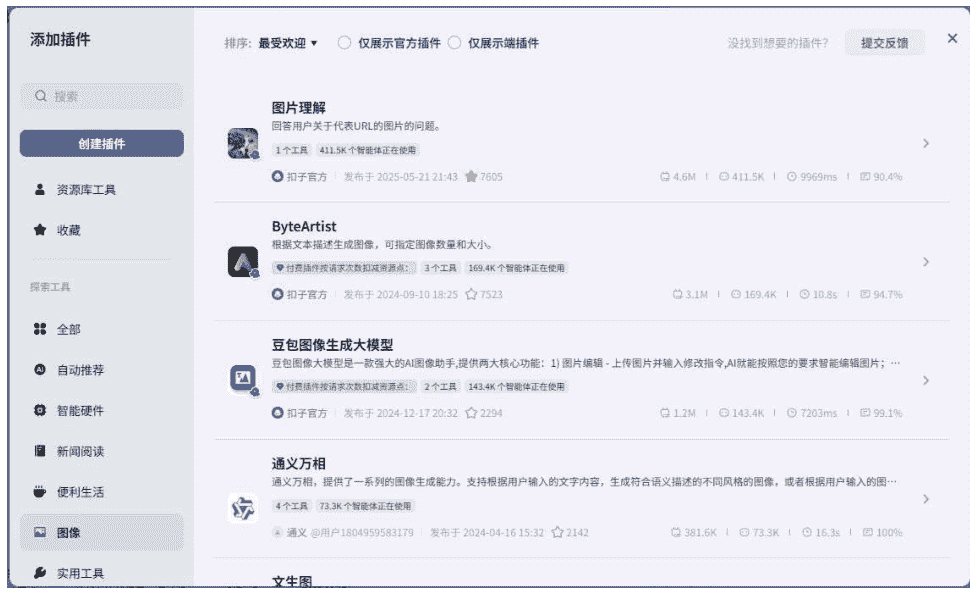 添加插件
搜索
创建插件
资源库工具
收藏
探索工具
全部
自动推荐
智能硬件
新闻阅读
便利生活
图像
实用工具
排序: 最受欢迎 仅展示官方插件 仅展示端插件
没找到想要的插件? 提交反馈
图片理解
回答用户关于代表URL的图片的问题。
1个工具 411.5K个智能体正在使用
扣子官方 发布于 2025-05-21 21:43 7605
4.6M 411.5K 9969ms 90.4%
ByteArtist
根据文本描述生成图像，可指定图像数量和大小。
付费插件按请求次数扣减资源点: 3个工具 169.4K个智能体正在使用
扣子官方 发布于 2024-09-10 18:25 7523
3.1M 169.4K 10.8s 94.7%
豆包图像生成大模型
豆包图像大模型是一款强大的AI图像助手,提供两大核心功能：1) 图片编辑 - 上传图片并输入修改指令,AI就能按照您的要求智能编辑图片；…
付费插件按请求次数扣减资源点: 2个工具 143.4K个智能体正在使用
扣子官方 发布于 2024-12-17 20:32 2294
1.2M 143.4K 7203ms 99.1%
通义万相
通义万相，提供了一系列的图像生成能力。支持根据用户输入的文字内容，生成符合语义描述的不同风格的图像，或者根据用户输入的图…
4个工具 73.3K个智能体正在使用
通义 @用户1804959583179 发布于 2024-04-16 15:32 2142
381.6K 73.3K 16.3s 100%
文生图